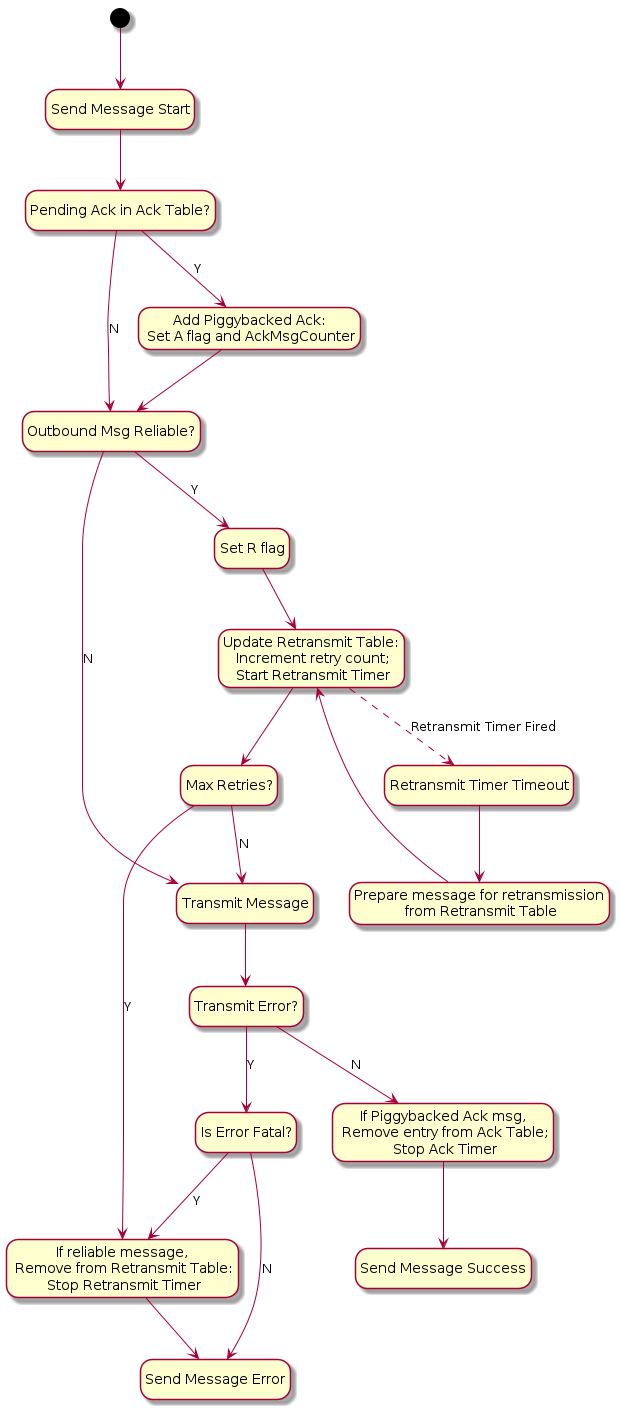 Send Message Start
Pending Ack in Ack Table?
Y
Add Piggybacked Ack:
Set A flag and AckMsgCounter
N
Outbound Msg Reliable?
Y
Set R flag
Update Retransmit Table:
Increment retry count;
Start Retransmit Timer
N
Retransmit Timer Fired
Max Retries?
Retransmit Timer Timeout
N
Prepare message for retransmission
from Retransmit Table
Transmit Message
Y
Transmit Error?
Y
N
If Piggybacked Ack msg,
Remove entry from Ack Table;
Stop Ack Timer
Is Error Fatal?
Y
If reliable message,
Remove from Retransmit Table:
Stop Retransmit Timer
N
Send Message Success
Send Message Error